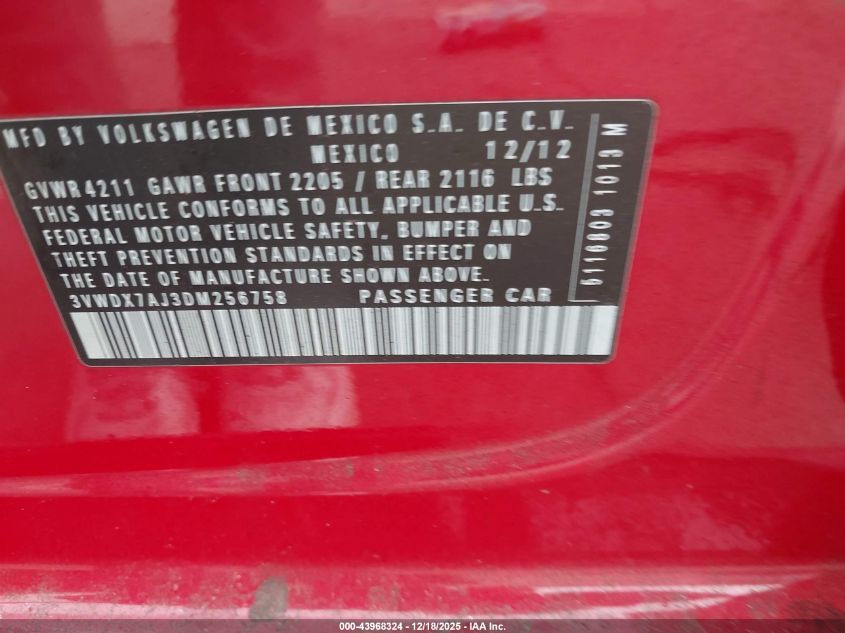 MFD BY VOLKSWAGEN DE MEXICO S.A. DE C.V.
MEXICO 12/12
GVWR 4211 GAWR FRONT 2205 / REAR 2116 LBS
THIS VEHICLE CONFORMS TO ALL APPLICABLE U.S.
FEDERAL MOTOR VEHICLE SAFETY, BUMPER AND
THEFT PREVENTION STANDARDS IN EFFECT ON
THE DATE OF MANUFACTURE SHOWN ABOVE.
3VWDX7AJ3DM256758 PASSENGER CAR
1013 M
000-43968324 - 12/18/2025 - IAA Inc.